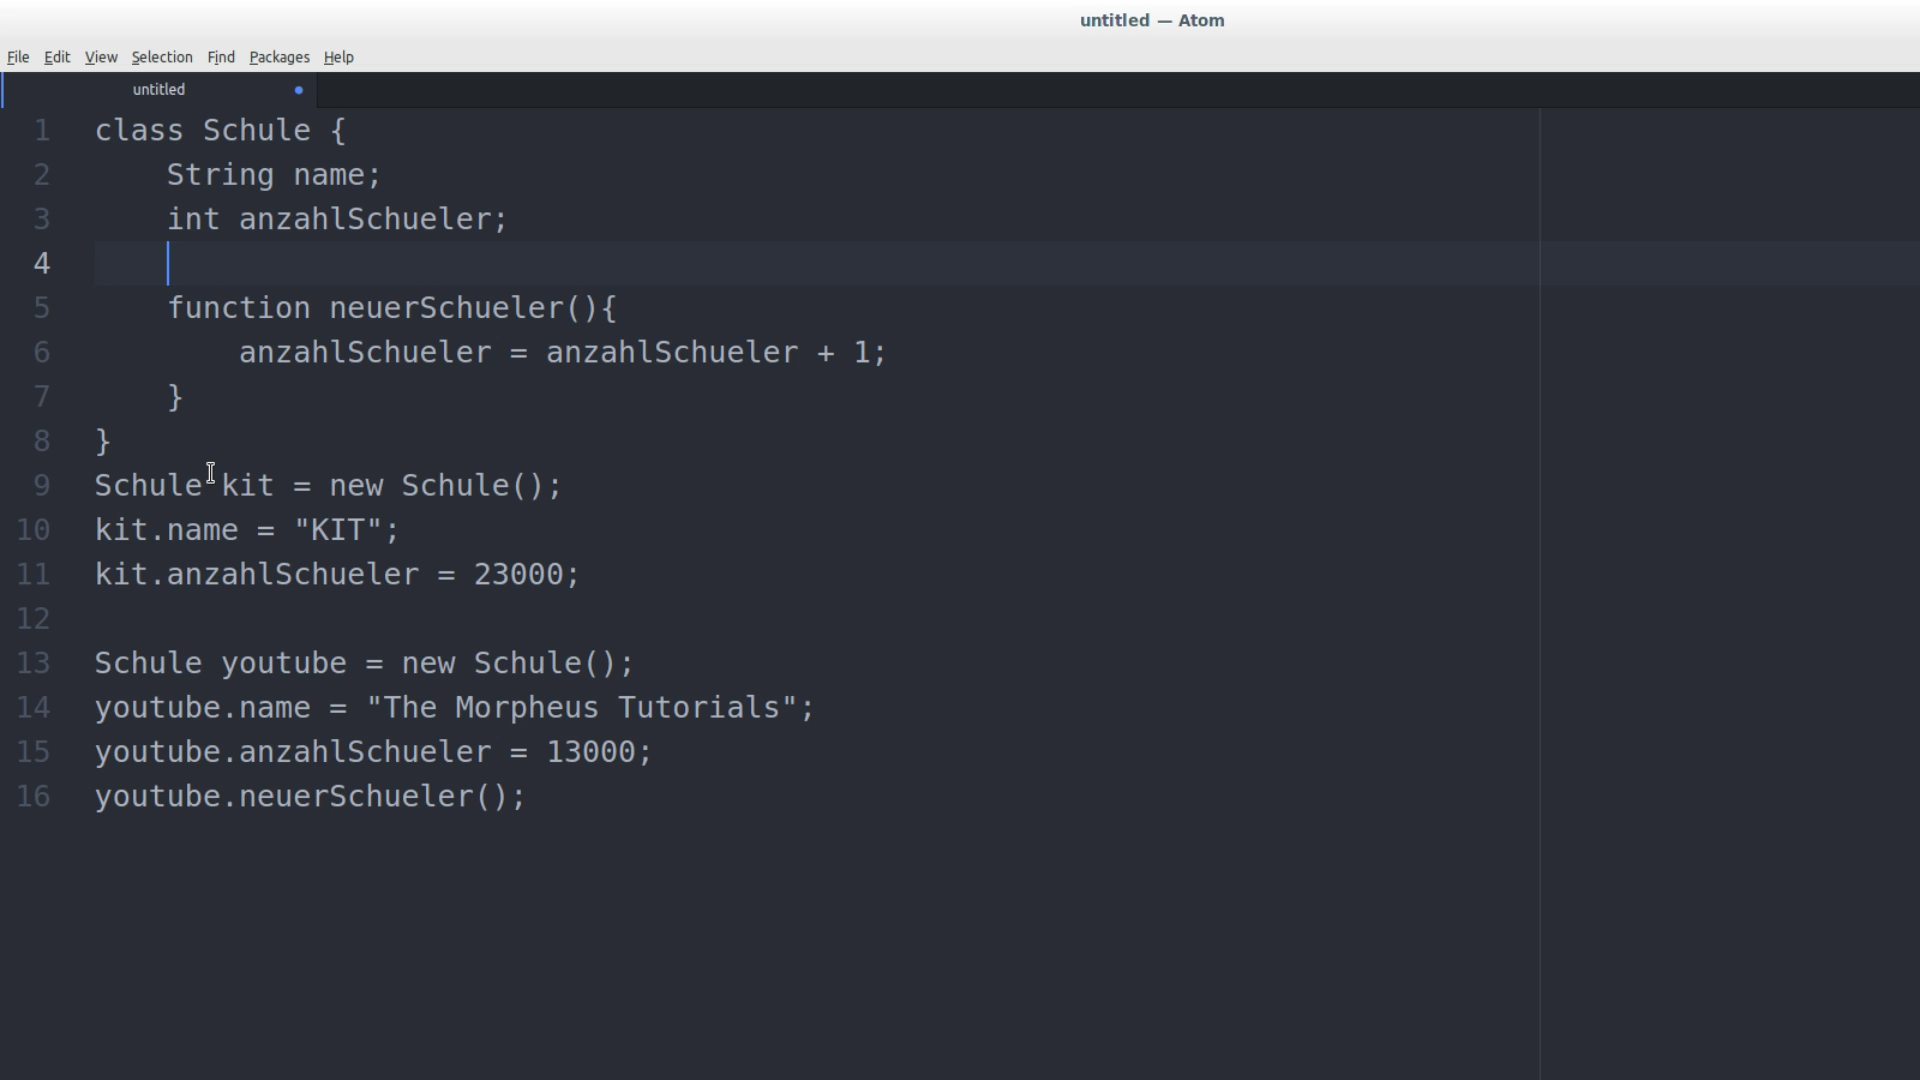 untitled — Atom
File Edit View Selection Find Packages Help
untitled
1 class Schule {
2 String name;
3 int anzahlSchueler;
4
5 function neuerSchueler(){
6 anzahlSchueler = anzahlSchueler + 1;
7 }
8 }
9 Schule kit = new Schule();
10 kit.name = "KIT";
11 kit.anzahlSchueler = 23000;
12
13 Schule youtube = new Schule();
14 youtube.name = "The Morpheus Tutorials";
15 youtube.anzahlSchueler = 13000;
16 youtube.neuerSchueler();